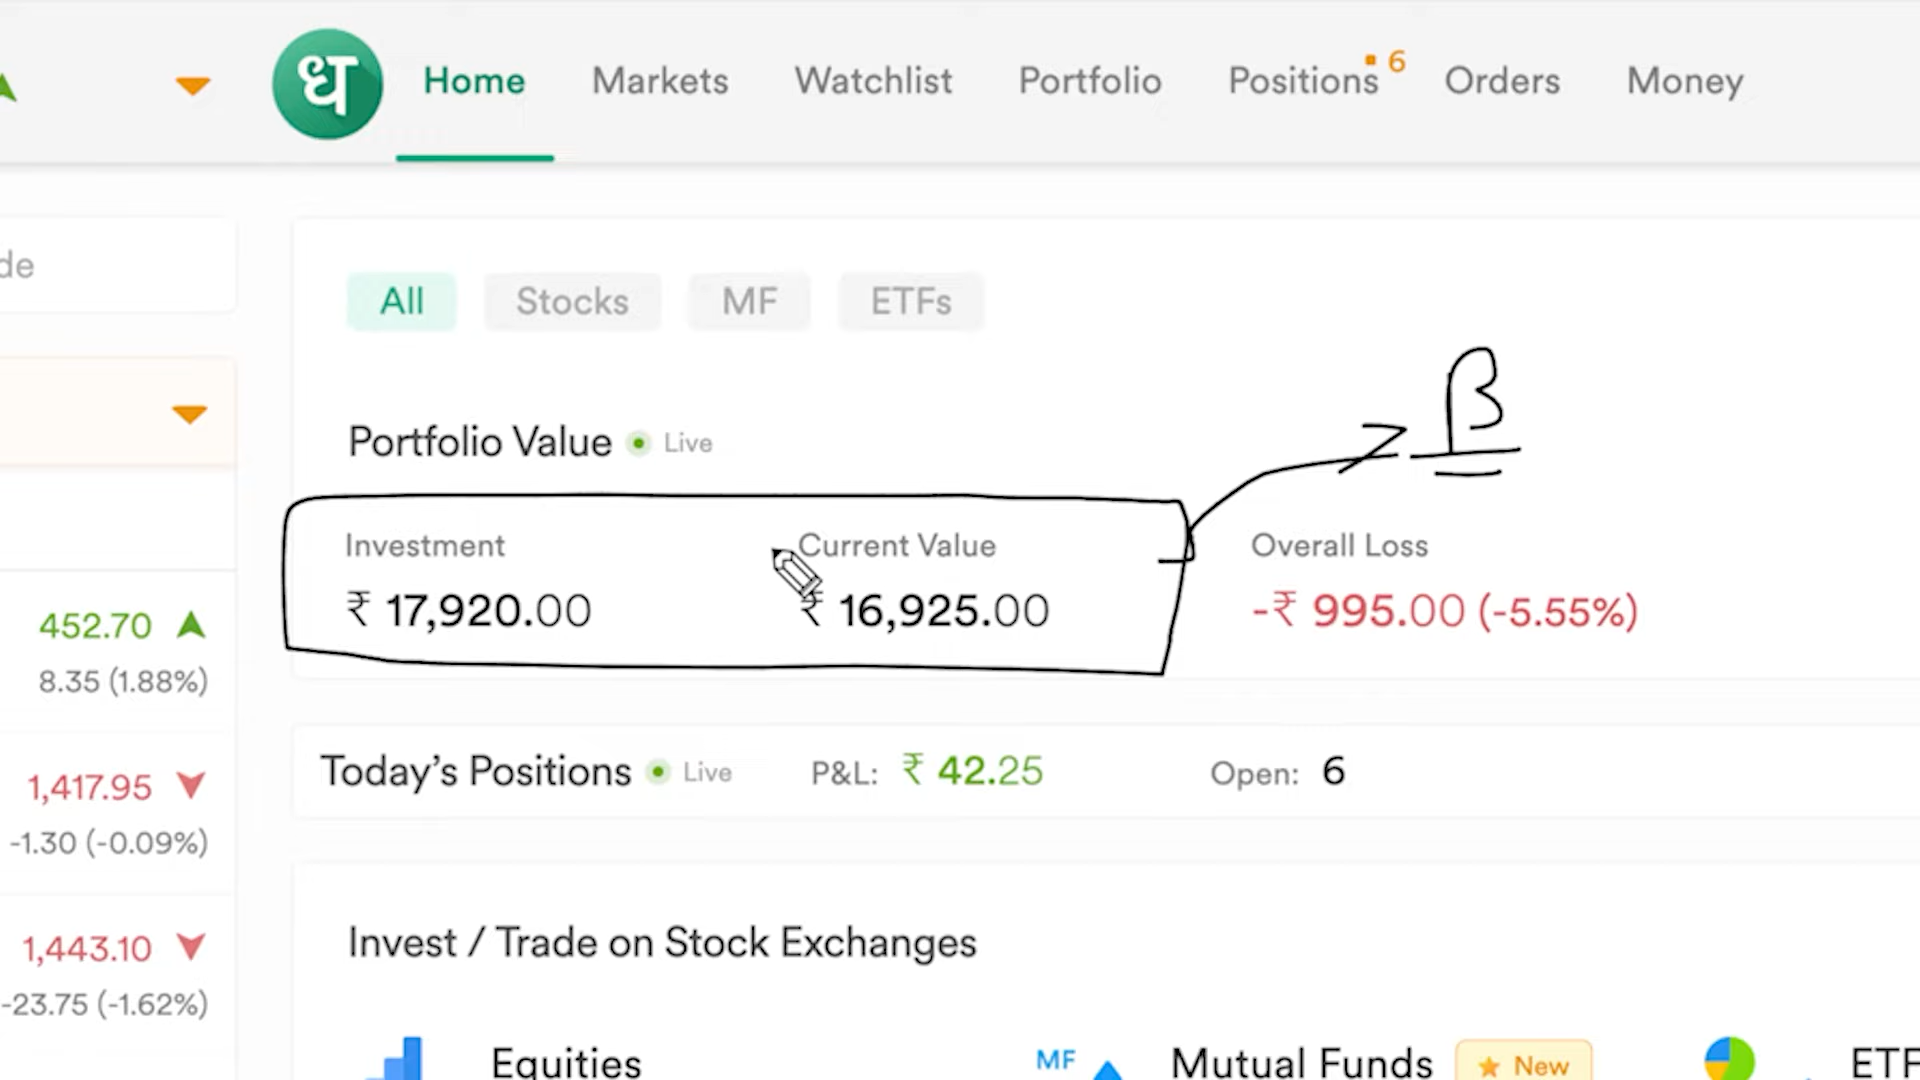 ध Home Markets Watchlist Portfolio Positions 6 Orders Money
de
All Stocks MF ETFs
β
Portfolio Value Live
Investment Current Value Overall Loss
₹ 17,920.00 ₹ 16,925.00 -₹ 995.00 (-5.55%)
452.70
8.35 (1.88%)
Today's Positions Live P&L: ₹ 42.25 Open: 6
1,417.95
-1.30 (-0.09%)
Invest / Trade on Stock Exchanges
1,443.10
-23.75 (-1.62%)
Equities MF Mutual Funds New ETF